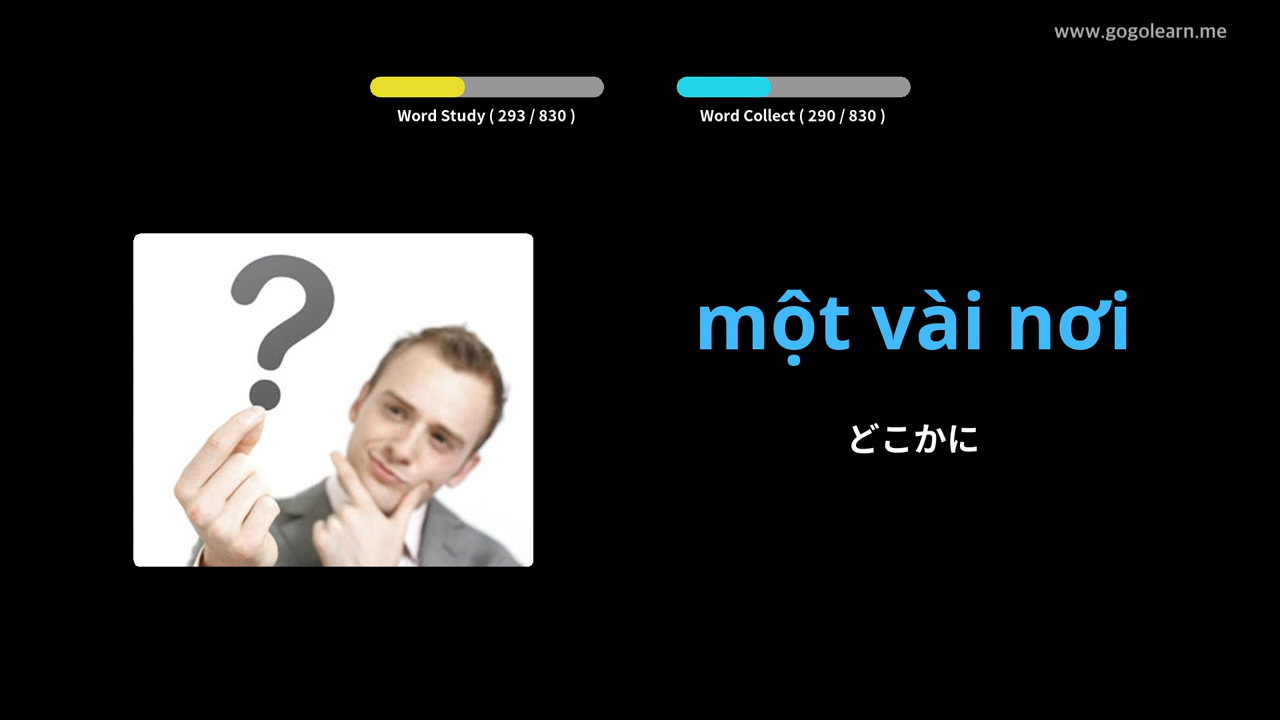 www.gogolearn.me
Word Study ( 293 / 830 )
Word Collect ( 290 / 830 )
?
một vài nơi
どこかに